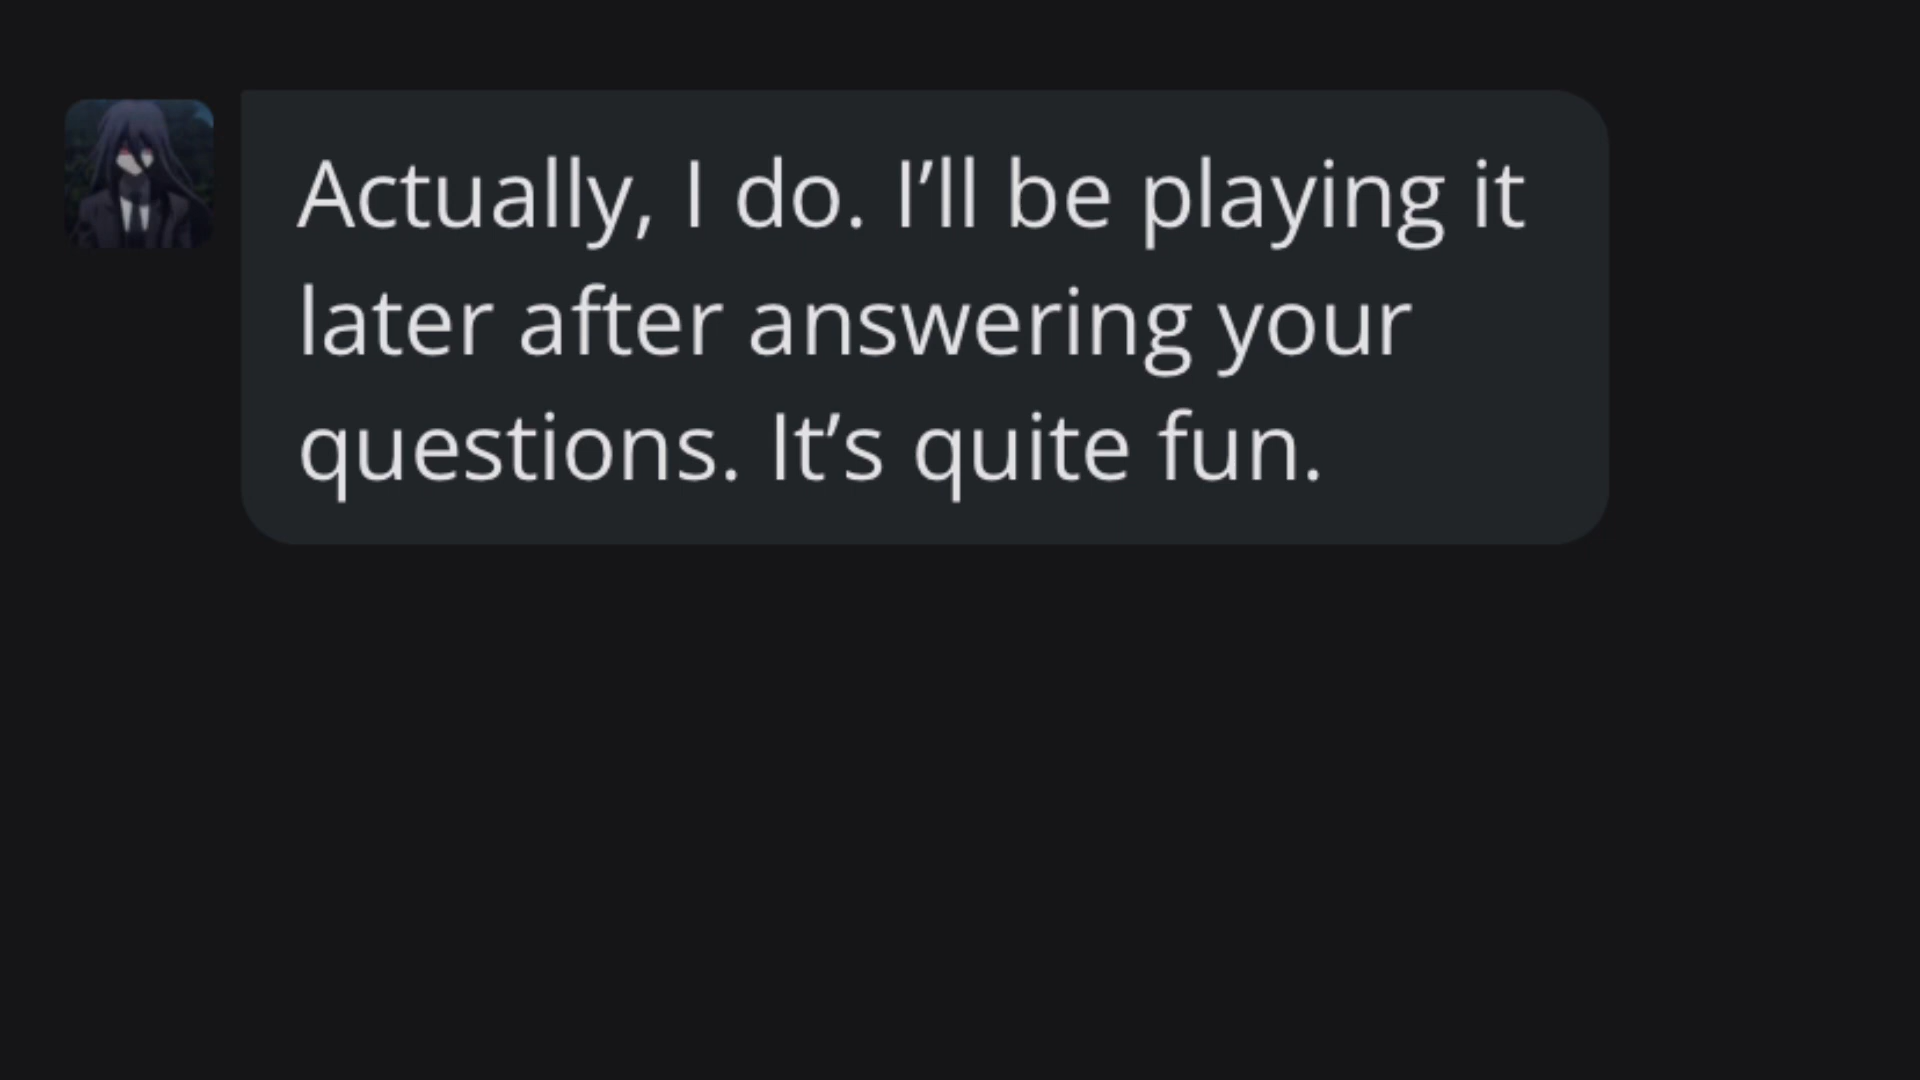 Actually, I do. I’ll be playing it
later after answering your
questions. It’s quite fun.